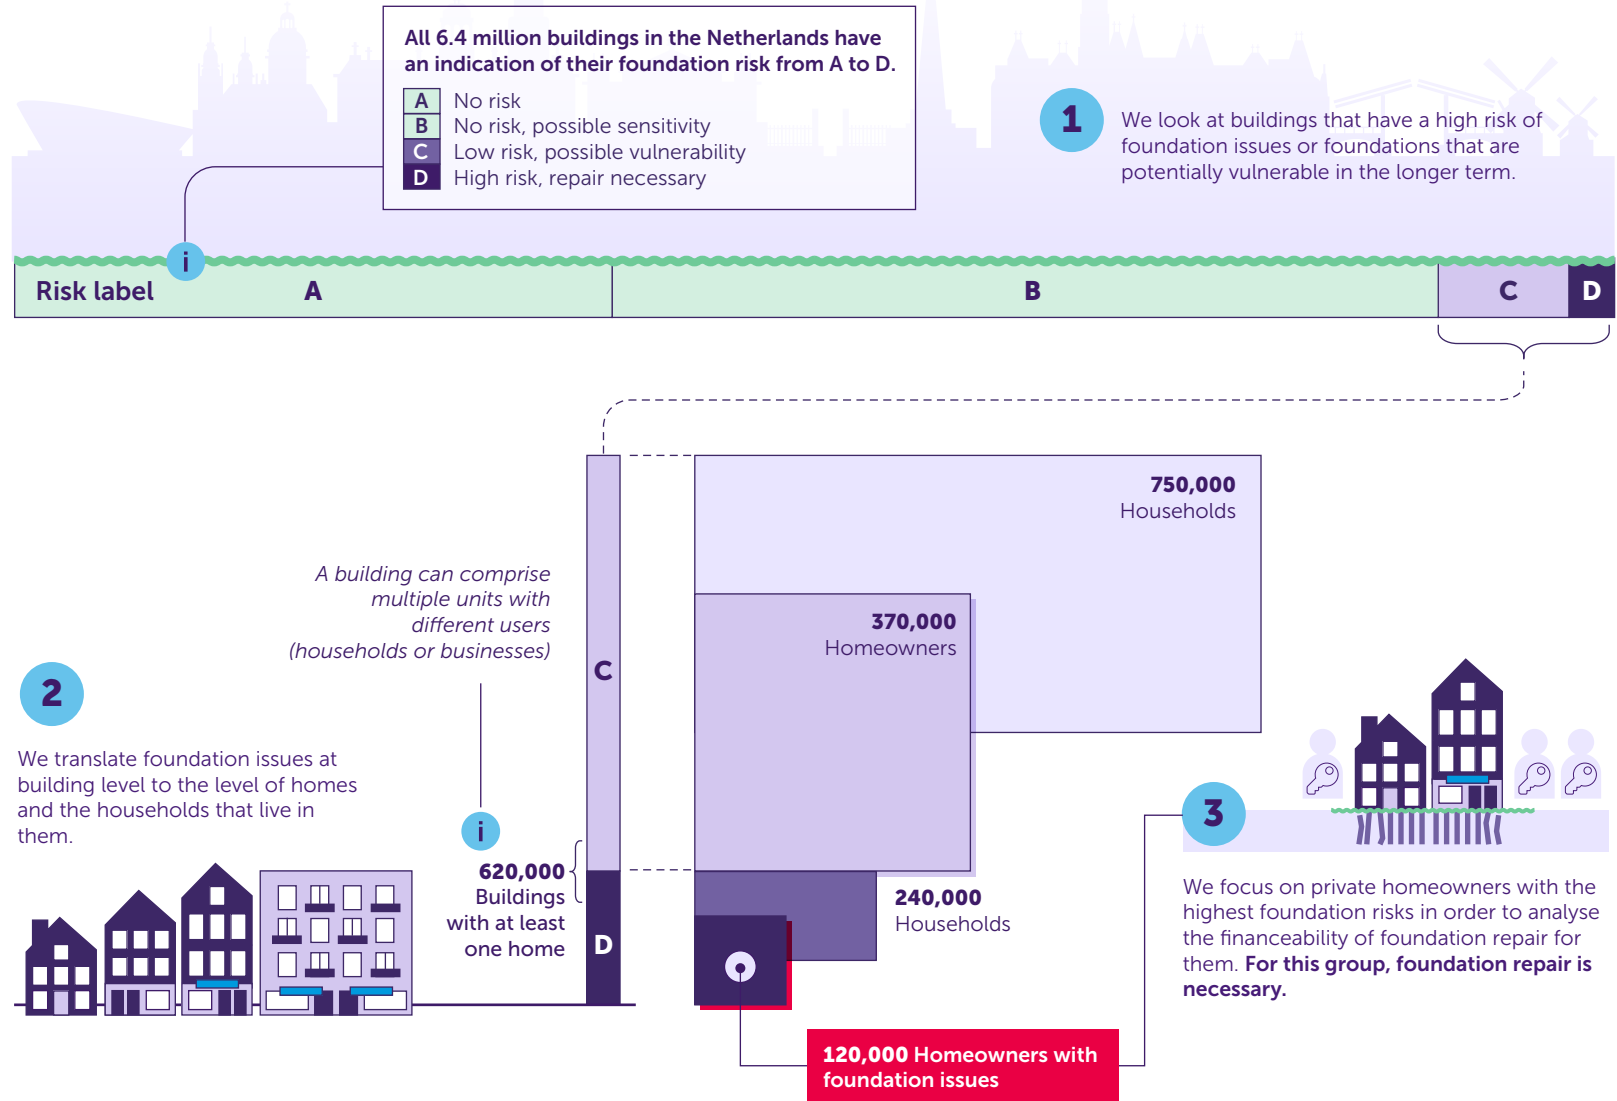 All 6.4 million buildings in the Netherlands have
an indication of their foundation risk from A to D.
A No risk
B No risk, possible sensitivity
C Low risk, possible vulnerability
D High risk, repair necessary
1
We look at buildings that have a high risk of
foundation issues or foundations that are
potentially vulnerable in the longer term.
i
Risk label A B C D
750,000
Households
370,000
Homeowners
A building can comprise
multiple units with
different users
(households or businesses)
C
2
We translate foundation issues at
building level to the level of homes
and the households that live in
them.
i
620,000
Buildings
with at least
one home
D
240,000
Households
3
We focus on private homeowners with the
highest foundation risks in order to analyse
the financeability of foundation repair for
them. For this group, foundation repair is
necessary.
120,000 Homeowners with
foundation issues